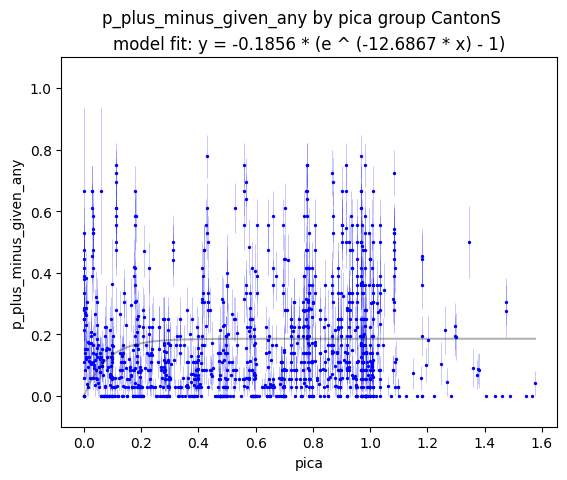 p_plus_minus_given_any by pica group CantonS
model fit: y = -0.1856 * (e ^ (-12.6867 * x) - 1)
p_plus_minus_given_any
1.0
0.8
0.6
0.4
0.2
0.0
0.0 0.2 0.4 0.6 0.8 1.0 1.2 1.4 1.6
pica